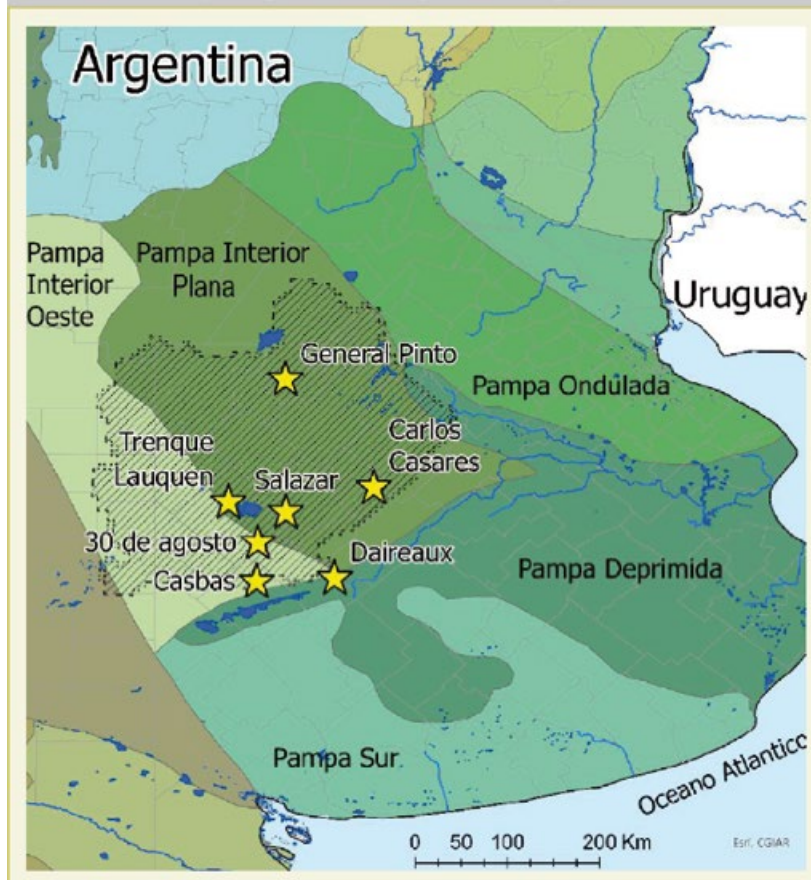 Argentina
Pampa
Interior
Oeste
Pampa Interior
Plana
Uruguay
General Pinto
Pampa Ondulada
Trenque
Lauquen
Salazar
Carlos
Casares
30 de agosto
Casbas
Daireaux
Pampa Deprimida
Pampa Sur
Oceano Atlantico
0 50 100 200 Km
Esri, CGIAR